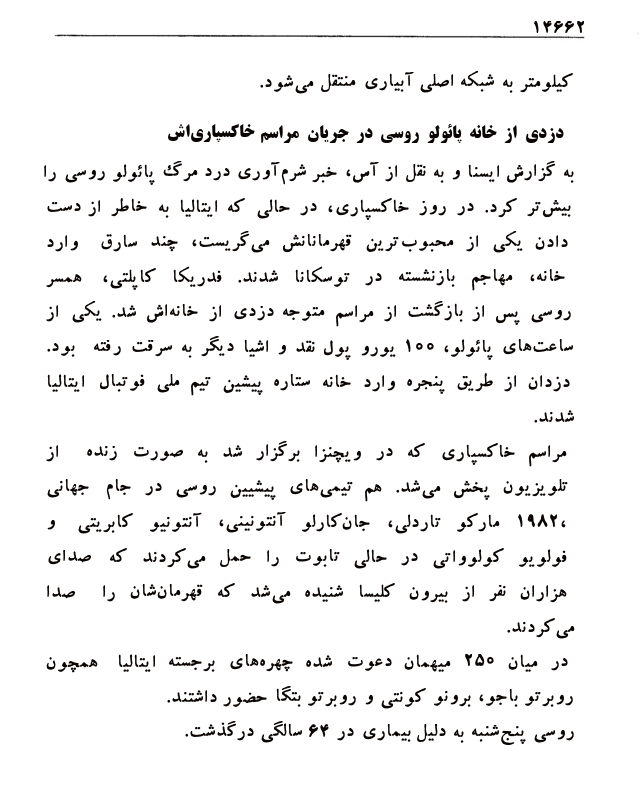 ۱۴۶۶۲
کیلومتر به شبکه اصلی آبیاری منتقل می‌شود.
دزدی از خانه پائولو روسی در جریان مراسم خاکسپاری‌اش
به گزارش ایسنا و به نقل از آس، خبر شرم‌آوری درد مرگ پائولو روسی را
بیش‌تر کرد. در روز خاکسپاری، در حالی که ایتالیا به خاطر از دست
دادن یکی از محبوب‌ترین قهرمانانش می‌گریست، چند سارق وارد
خانه، مهاجم بازنشسته در توسکانا شدند. فدریکا کاپلتی، همسر
روسی پس از بازگشت از مراسم متوجه دزدی از خانه‌اش شد. یکی از
ساعت‌های پائولو، ۱۰۰ یورو پول نقد و اشیا دیگر به سرقت رفته بود.
دزدان از طریق پنجره وارد خانه ستاره پیشین تیم ملی فوتبال ایتالیا
شدند.
مراسم خاکسپاری که در ویچنزا برگزار شد به صورت زنده از
تلویزیون پخش می‌شد. هم تیمی‌های پیشیین روسی در جام جهانی
۱۹۸۲، مارکو تاردلی، جان‌کارلو آنتونینی، آنتونیو کابرینی و
فولویو کولوواتی در حالی تابوت را حمل می‌کردند که صدای
هزاران نفر از بیرون کلیسا شنیده می‌شد که قهرمان‌شان را صدا
می‌کردند.
در میان ۲۵۰ میهمان دعوت شده چهره‌های برجسته ایتالیا همچون
روبرتو باجو، برونو کونتی و روبرتو بتگا حضور داشتند.
روسی پنج‌شنبه به دلیل بیماری در ۶۴ سالگی درگذشت.